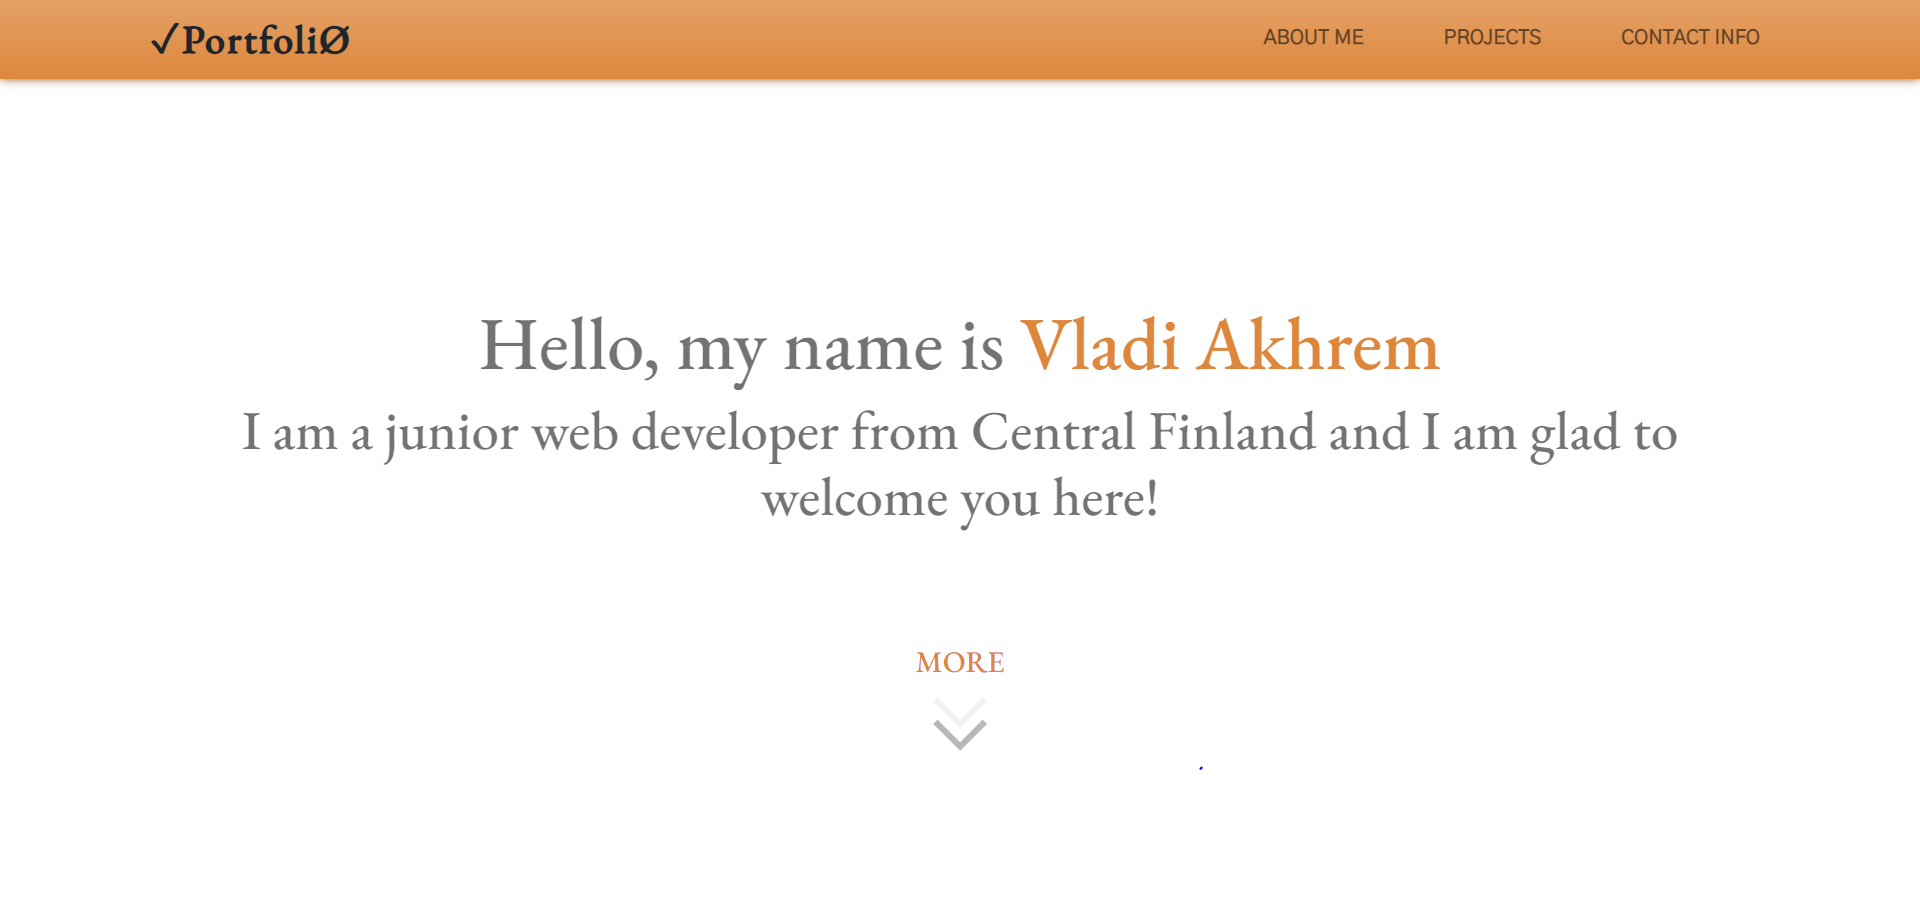 ✓PortfoliØ
ABOUT ME
PROJECTS
CONTACT INFO
Hello, my name is Vladi Akhrem
I am a junior web developer from Central Finland and I am glad to
welcome you here!
MORE